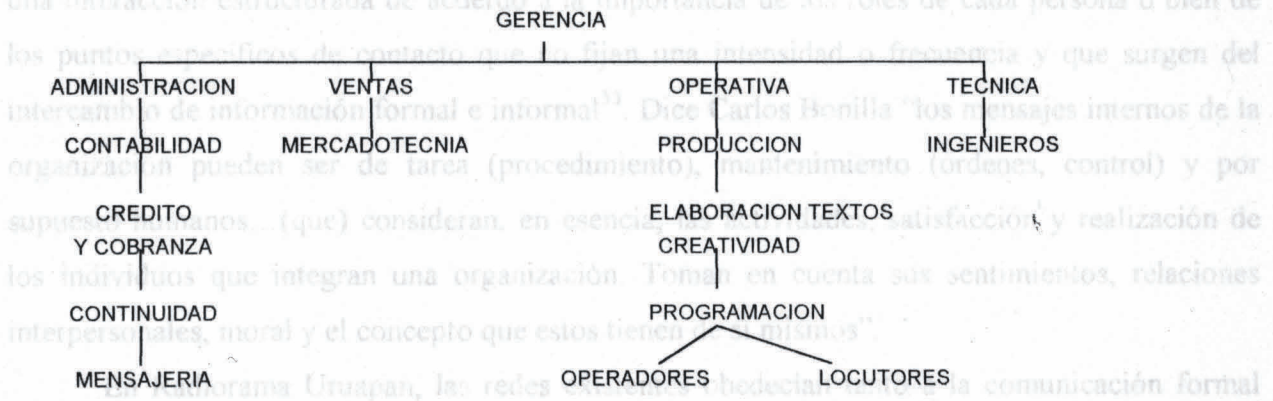 una interacción estructurada de acuerdo a la importancia de los roles de cada persona o bien de
GERENCIA
los puntos específicos de contacto que no fijan una intensidad o frecuencia y que surgen del
ADMINISTRACION VENTAS OPERATIVA TECNICA
intercambio de información formal e informal³³. Dice Carlos Bonilla "los mensajes internos de la
CONTABILIDAD MERCADOTECNIA PRODUCCION INGENIEROS
organización pueden ser de tarea (procedimiento), mantenimiento (órdenes, control) y por
CREDITO ELABORACION TEXTOS
supuesto humanos...(que) consideran, en esencia, las actividades, satisfacción y realización de
Y COBRANZA CREATIVIDAD
los individuos que integran una organización. Toman en cuenta sus sentimientos, relaciones
CONTINUIDAD PROGRAMACION
interpersonales, moral y el concepto que estos tienen de si mismos".
MENSAJERIA OPERADORES LOCUTORES
En Radiorama Uruapan, las redes existentes obedecían tanto a la comunicación formal